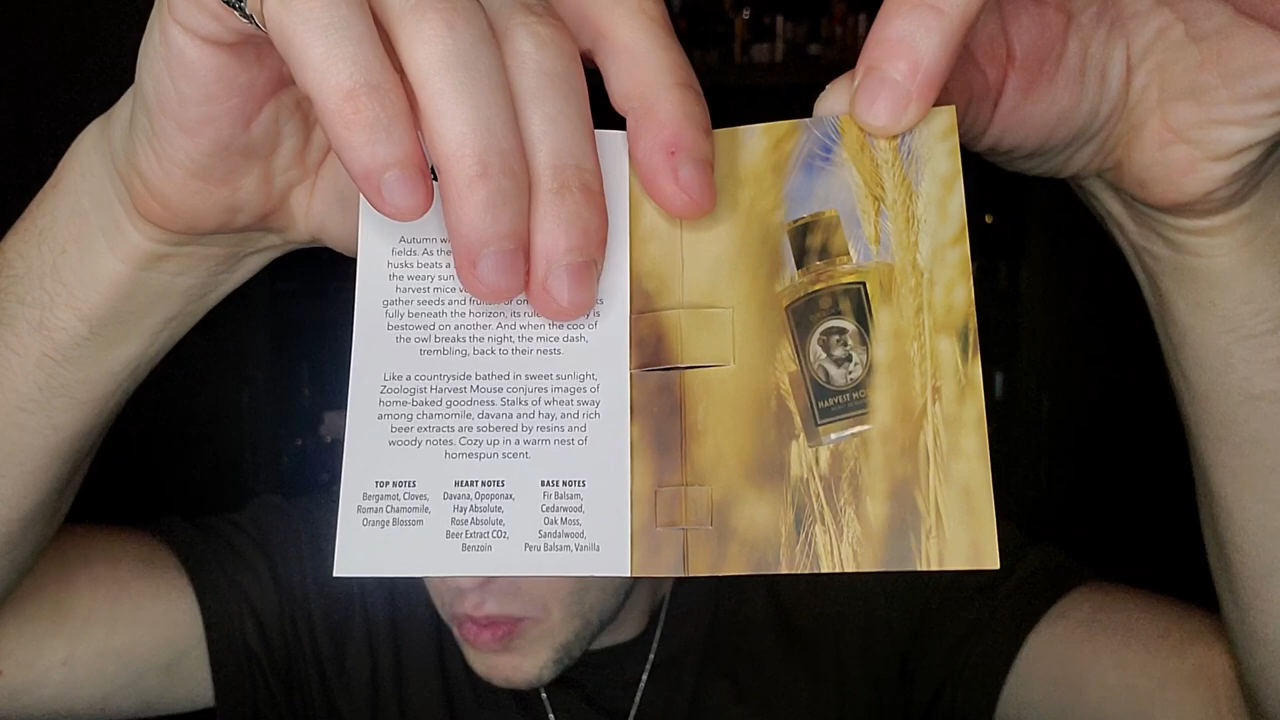 Autumn
fields. As the
husks beats a
the weary sun
harvest mice
gather seeds and
fully beneath the horizon, its is
bestowed on another. And when the coo of
the owl breaks the night, the mice dash,
trembling, back to their nests.
Like a countryside bathed in sweet sunlight,
Zoologist Harvest Mouse conjures images of
home-baked goodness. Stalks of wheat sway
among chamomile, davana and hay, and rich
beer extracts are sobered by resins and
woody notes. Cozy up in a warm nest of
homespun scent.
TOP NOTES
Bergamot, Cloves,
Roman Chamomile,
Orange Blossom
HEART NOTES
Davana, Opoponax,
Hay Absolute,
Rose Absolute,
Beer Extract CO2,
Benzoin
BASE NOTES
Fir Balsam,
Cedarwood,
Oak Moss,
Sandalwood,
Peru Balsam, Vanilla
HARVEST